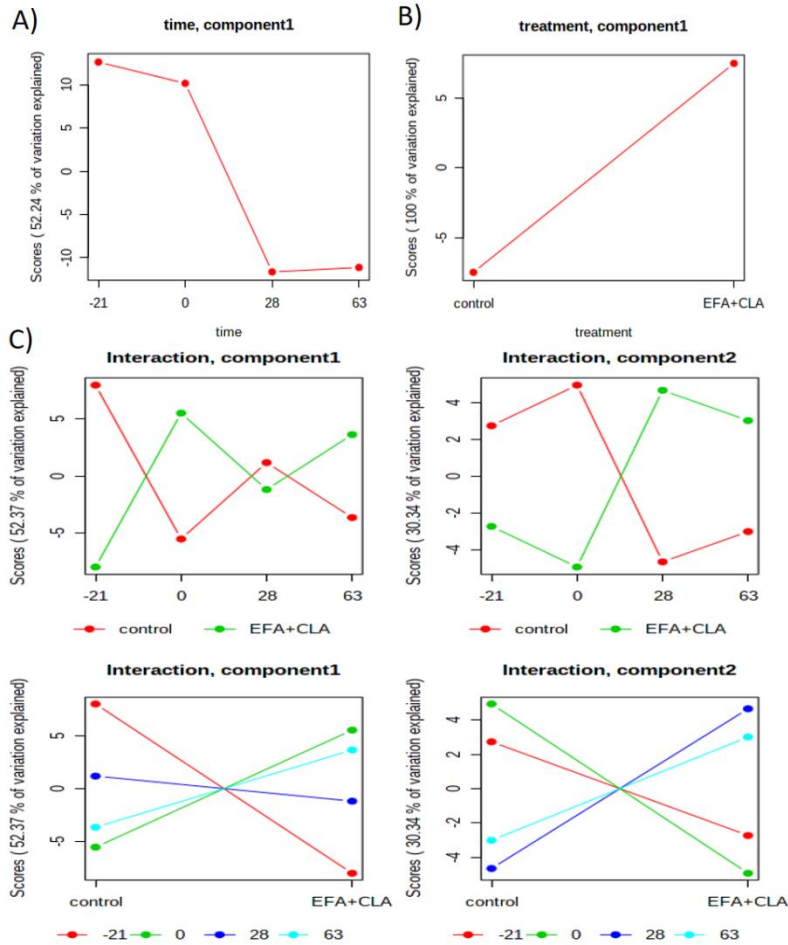 A)
time, component1
Scores ( 52.24 % of variation explained)
10
5
0
-5
-10
-21 0 28 63
time
B)
treatment, component1
Scores ( 100 % of variation explained)
5
0
-5
control EFA+CLA
treatment
C)
Interaction, component1
Scores ( 52.37 % of variation explained)
5
0
-5
-21 0 28 63
control EFA+CLA
Interaction, component2
Scores ( 30.34 % of variation explained)
4
2
0
-2
-4
-21 0 28 63
control EFA+CLA
Interaction, component1
Scores ( 52.37 % of variation explained)
5
0
-5
control EFA+CLA
-21 0 28 63
Interaction, component2
Scores ( 30.34 % of variation explained)
4
2
0
-2
-4
control EFA+CLA
-21 0 28 63